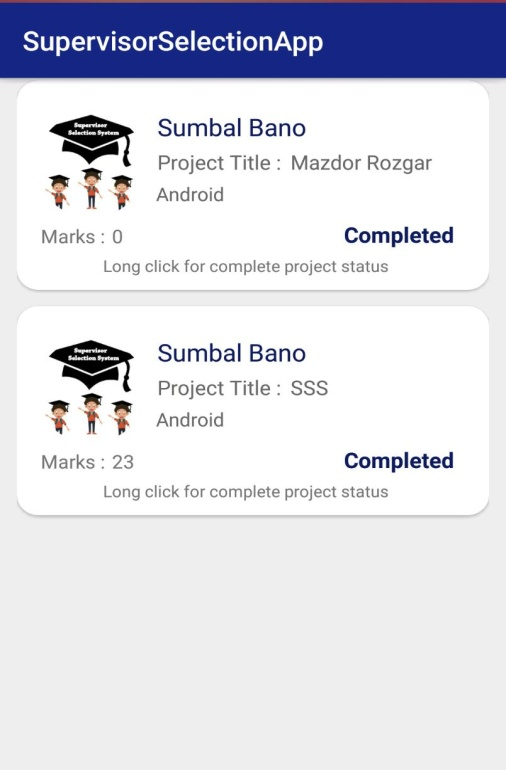 SupervisorSelectionApp
Supervisor
Selection System
Sumbal Bano
Project Title : Mazdor Rozgar
Android
Marks : 0
Completed
Long click for complete project status
Supervisor
Selection System
Sumbal Bano
Project Title : SSS
Android
Marks : 23
Completed
Long click for complete project status